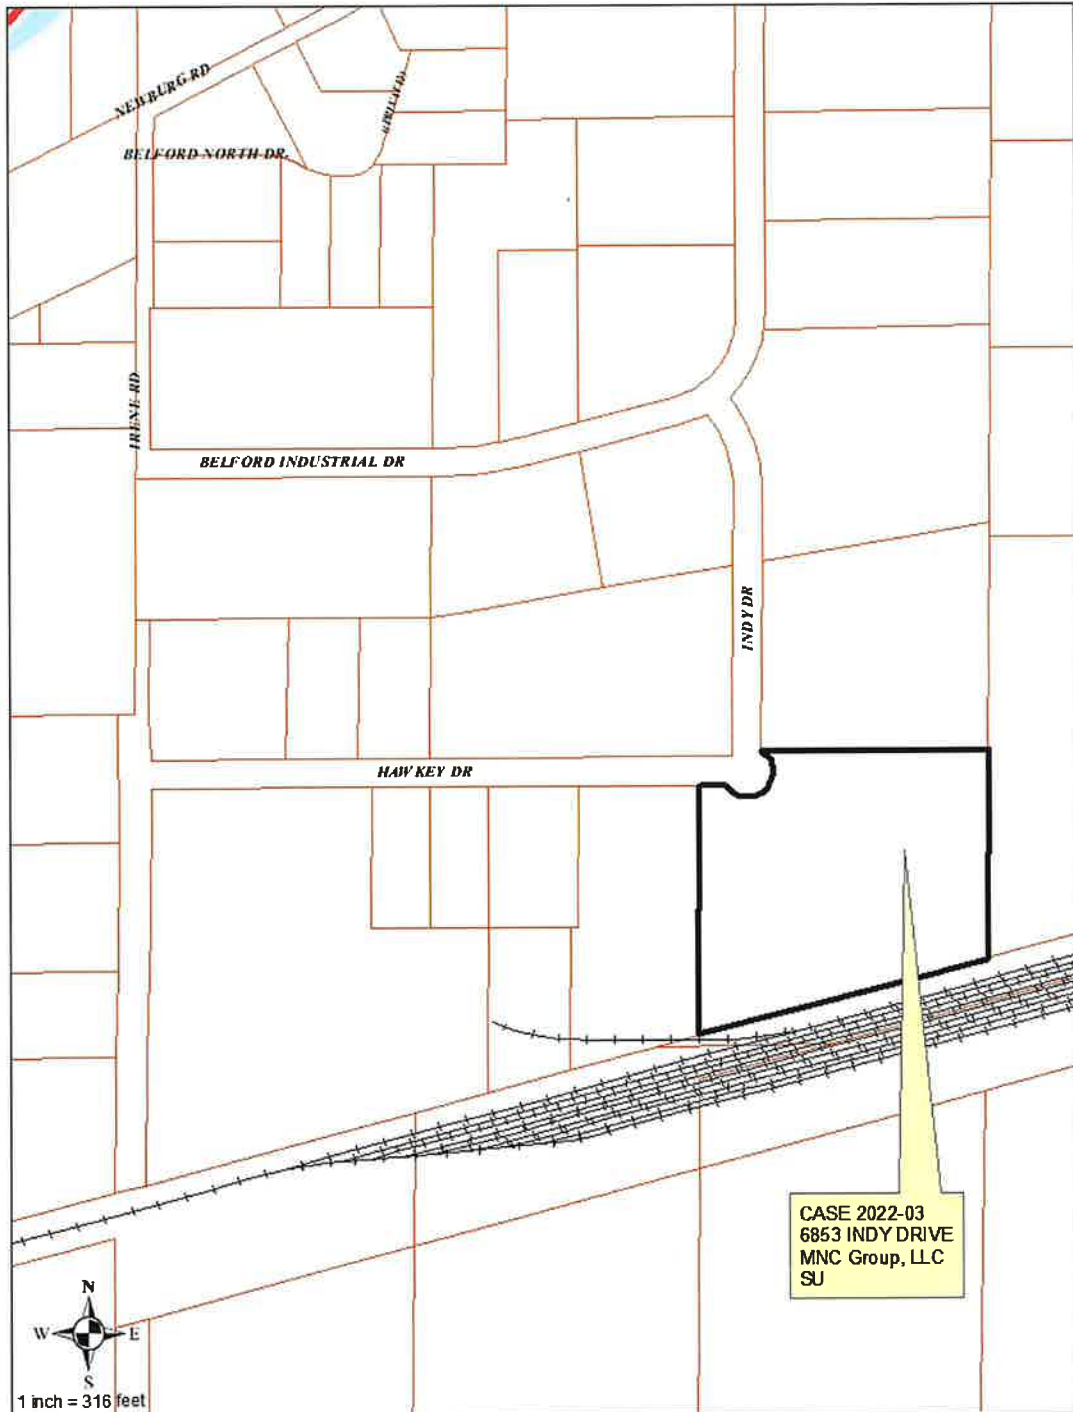 NEWBURG RD
BELFORD NORTH DR.
IRENE RD
BELFORD INDUSTRIAL DR
INDY DR
HAWKEY DR
CASE 2022-03
6853 INDY DRIVE
MNC Group, LLC
SU
N
W E
S
1 inch = 316 feet